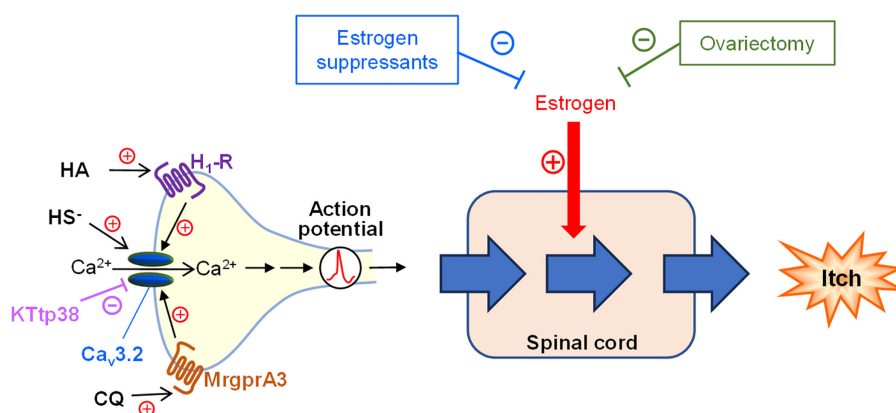 Estrogen
suppressants
⊖
⊖
Ovariectomy
Estrogen
⊕
HA
⊕
H₁-R
HS⁻
⊕
⊕
Action
potential
Ca²⁺
Ca²⁺
KTtp38
⊖
⊕
Caᵥ3.2
MrgprA3
CQ
⊕
Spinal cord
Itch